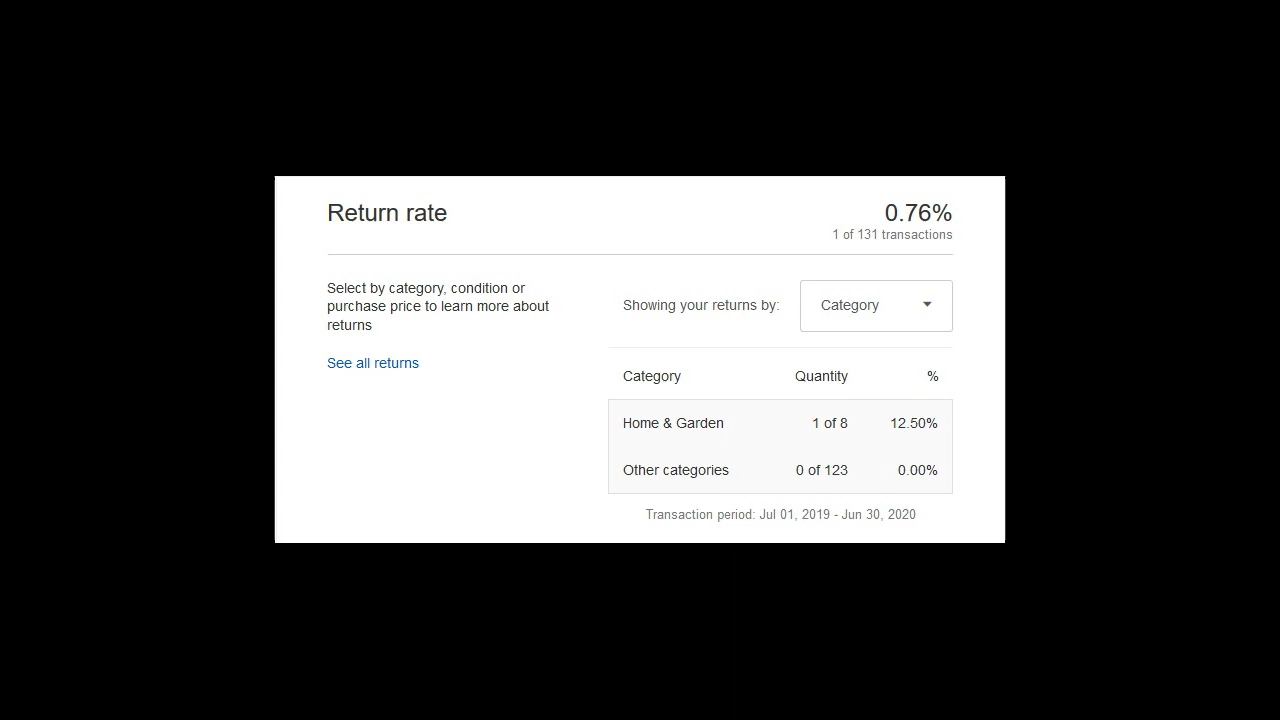 Return rate
0.76%
1 of 131 transactions
Select by category, condition or
purchase price to learn more about
returns
See all returns
Showing your returns by:
Category
Category Quantity %
Home & Garden 1 of 8 12.50%
Other categories 0 of 123 0.00%
Transaction period: Jul 01, 2019 - Jun 30, 2020